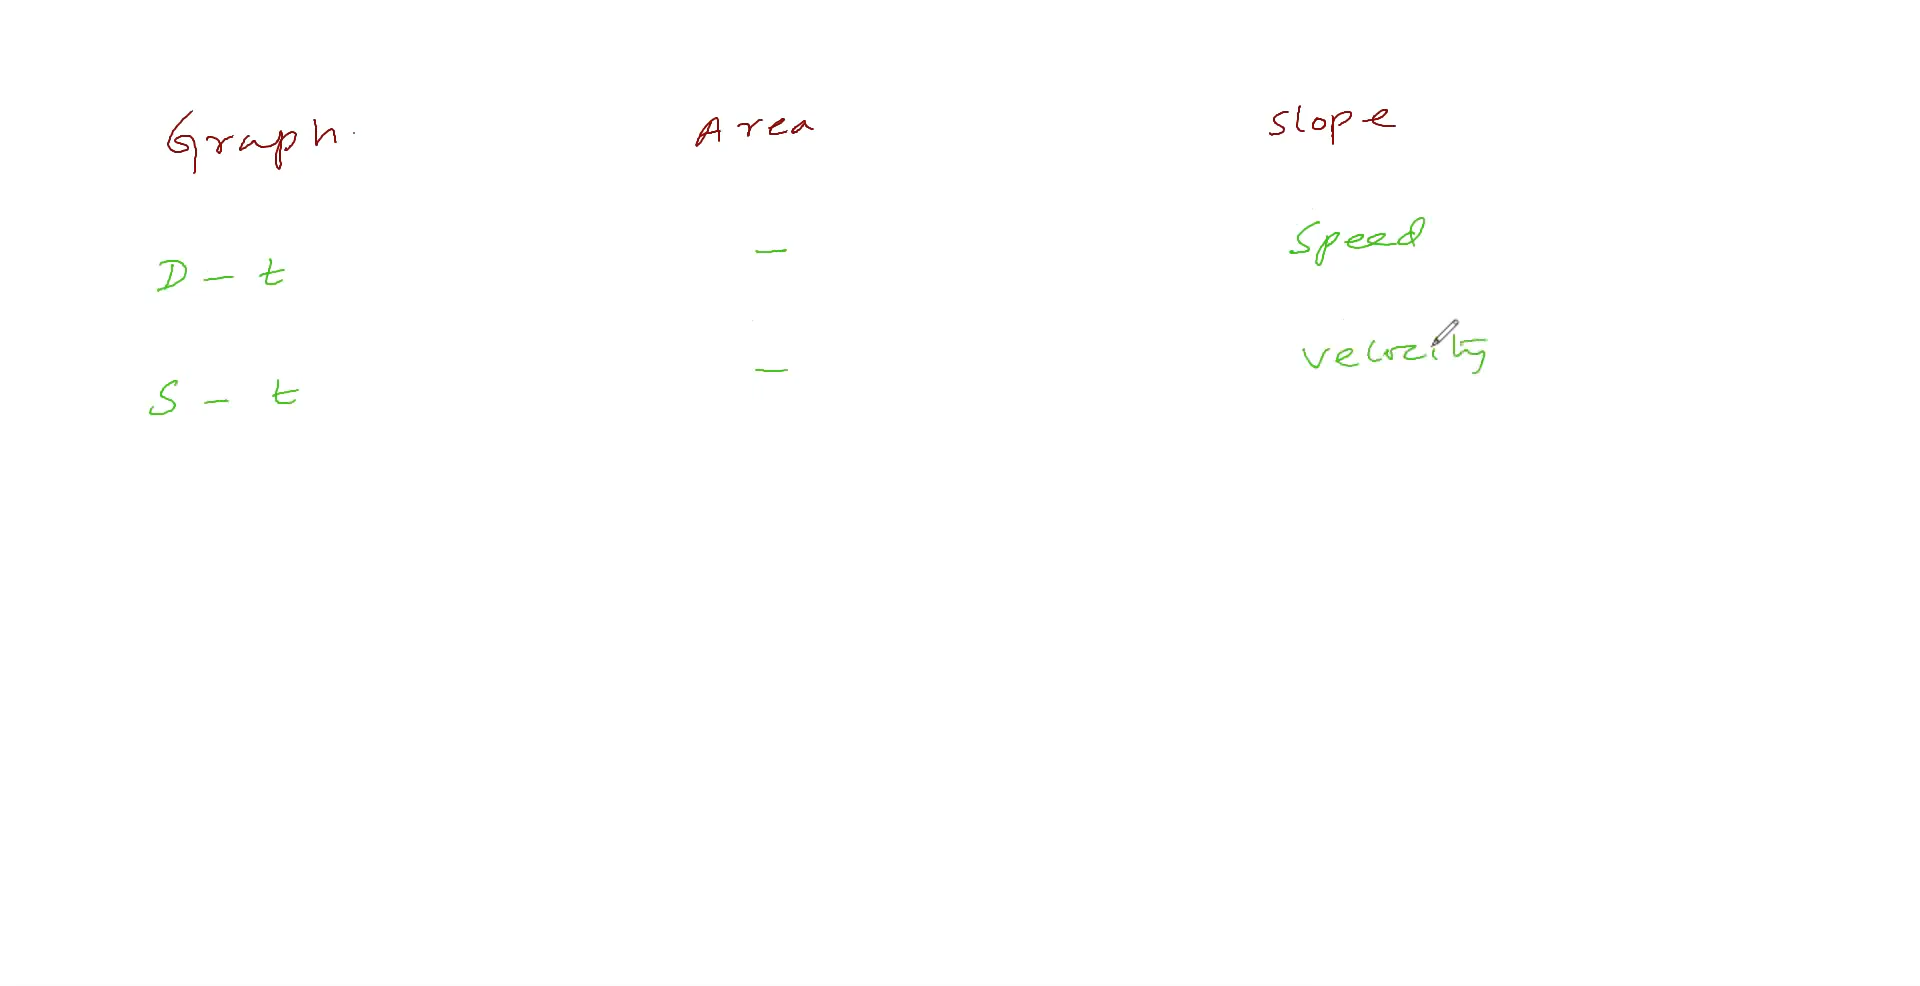 Graph. Area Slope
D - t - Speed
S - t - velocity